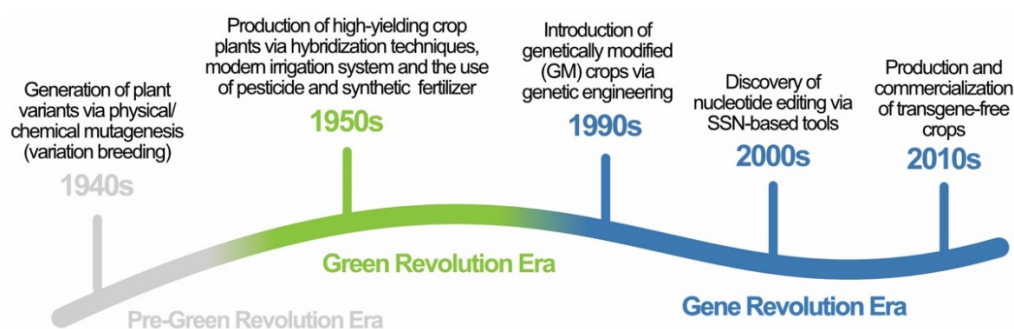 Generation of plant
variants via physical/
chemical mutagenesis
(variation breeding)
1940s
Production of high-yielding crop
plants via hybridization techniques,
modern irrigation system and the use
of pesticide and synthetic fertilizer
1950s
Introduction of
genetically modified
(GM) crops via
genetic engineering
1990s
Discovery of
nucleotide editing via
SSN-based tools
2000s
Production and
commercialization
of transgene-free
crops
2010s
Pre-Green Revolution Era
Green Revolution Era
Gene Revolution Era